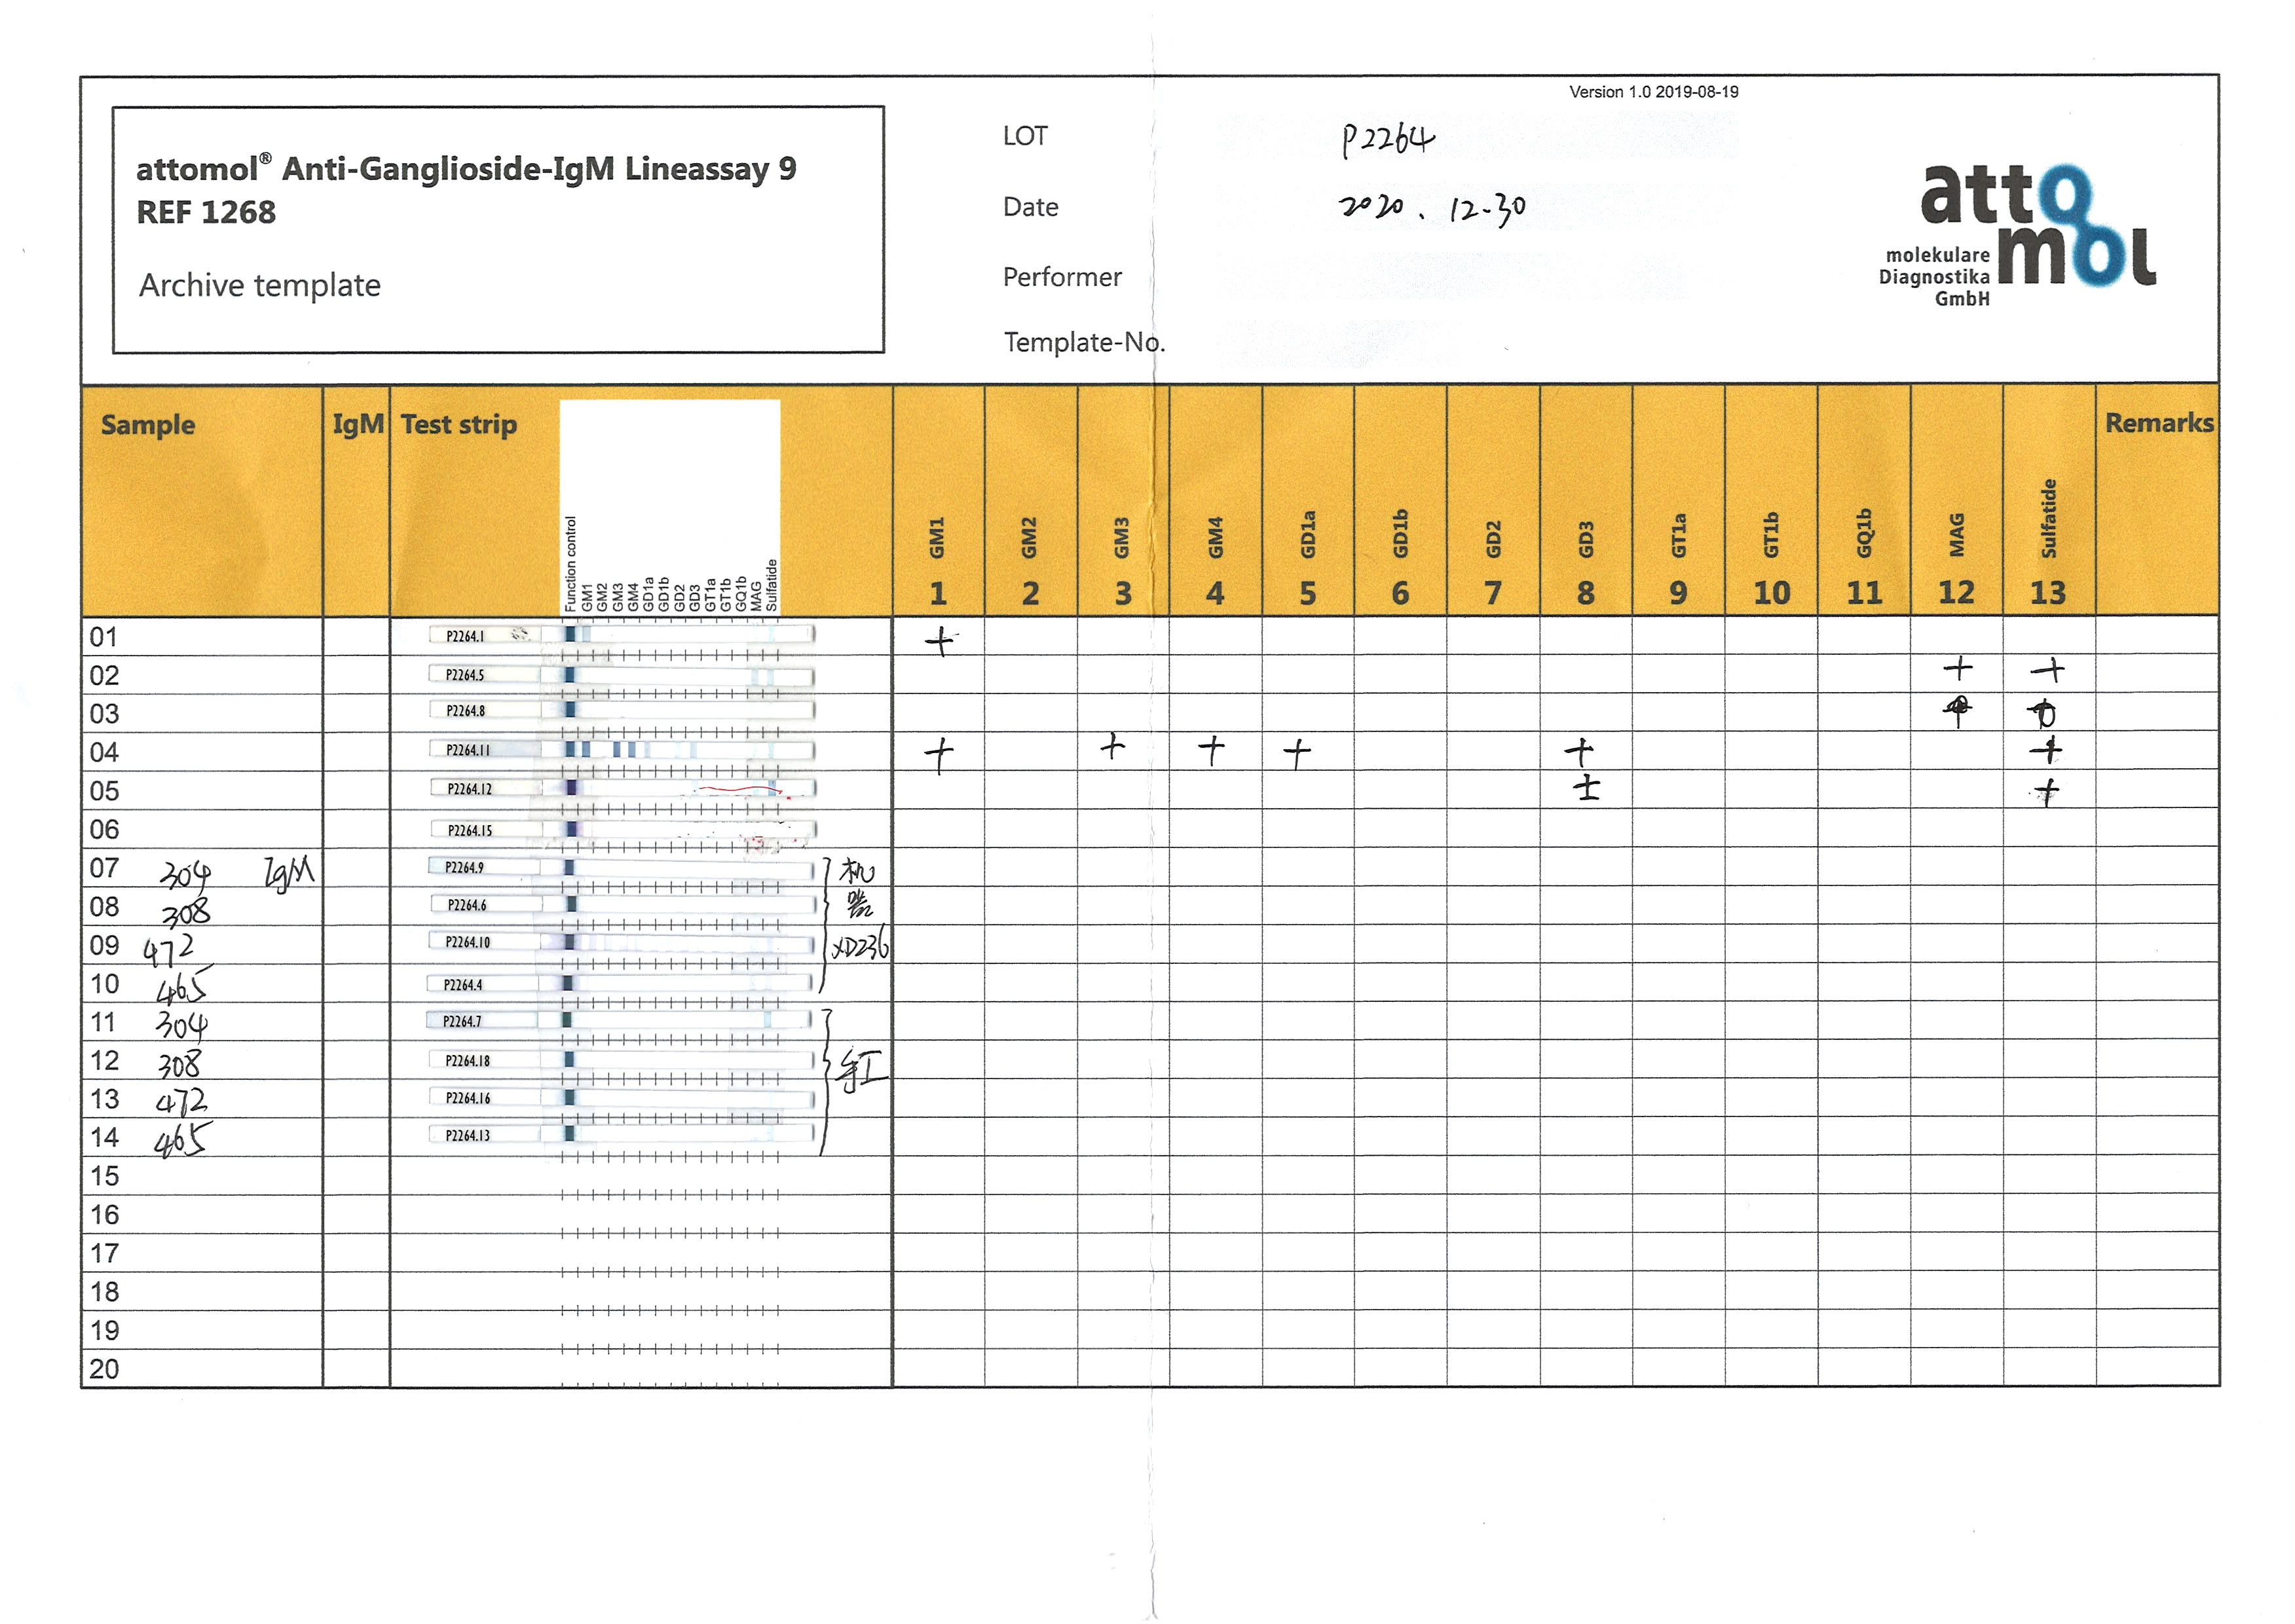 Version 1.0 2019-08-19
attomol® Anti-Ganglioside-IgM Lineassay 9
REF 1268
Archive template
LOT P2264
Date 2020.12-30
Performer
Template-No.
attomol
molekulare
Diagnostika
GmbH
Sample IgM Test strip Remarks
Function control GM1 GM2 GM3 GM4 GD1a GD1b GD2 GD3 GT1a GT1b GQ1b MAG Sulfatide
GM1 GM2 GM3 GM4 GD1a GD1b GD2 GD3 GT1a GT1b GQ1b MAG Sulfatide
1 2 3 4 5 6 7 8 9 10 11 12 13
01 P2264.1 +
02 P2264.5 + +
03 P2264.8
04 P2264.11 + + + + + +
05 P2264.12 ± +
06 P2264.15
07 304 IgM P2264.9 机
08 308 P2264.6 器
09 472 P2264.10 XD236
10 465 P2264.4
11 304 P2264.7
12 308 P2264.18 手工
13 472 P2264.16
14 465 P2264.13
15
16
17
18
19
20